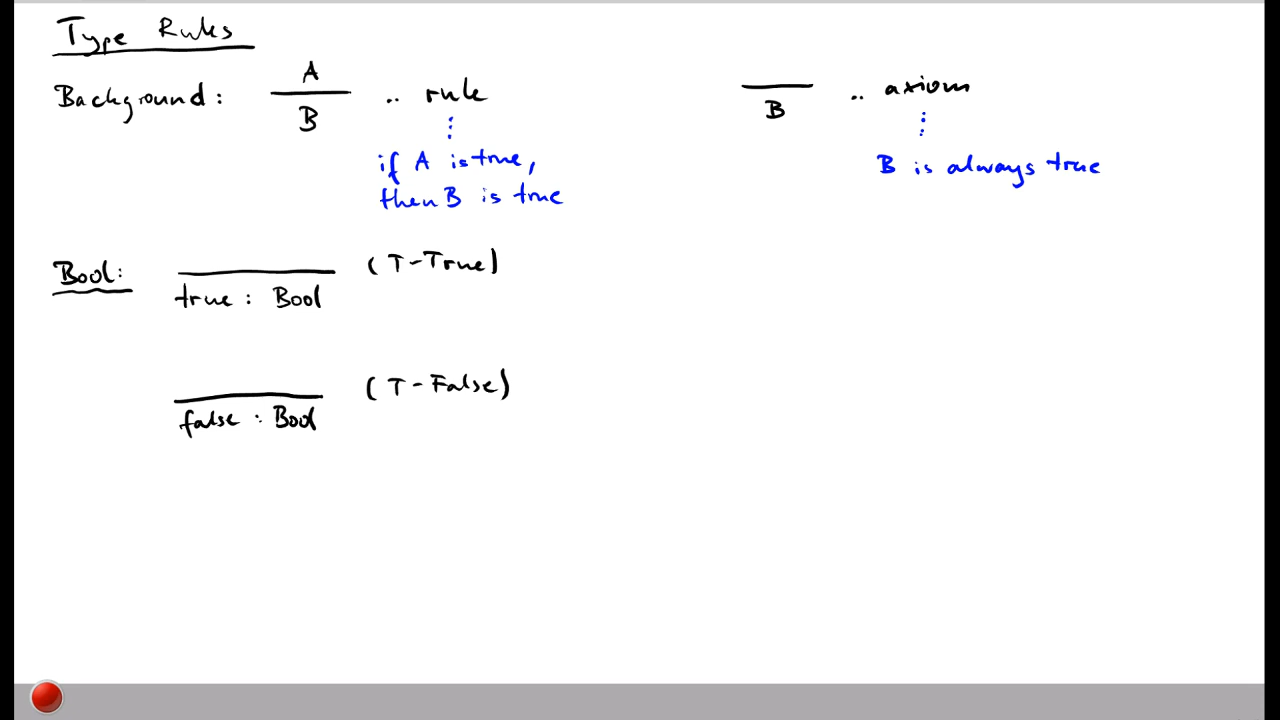 Type Rules
Background: A / B .. rule
if A is true,
then B is true
B .. axiom
B is always true
Bool: true : Bool (T-True)
false : Bool (T-False)